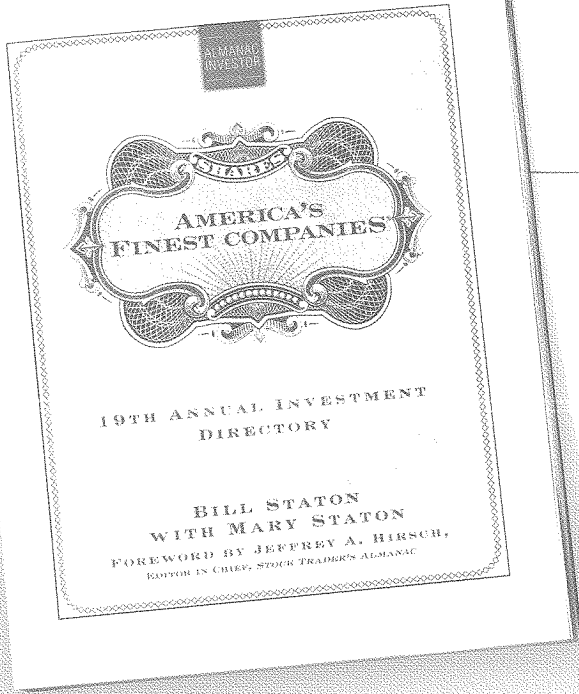 ALMANAC
INVESTOR
SHARES
AMERICA'S
FINEST COMPANIES
19TH ANNUAL INVESTMENT
DIRECTORY
BILL STATON
WITH MARY STATON
FOREWORD BY JEFFREY A. HIRSCH,
EDITOR IN CHIEF, STOCK TRADER'S ALMANAC